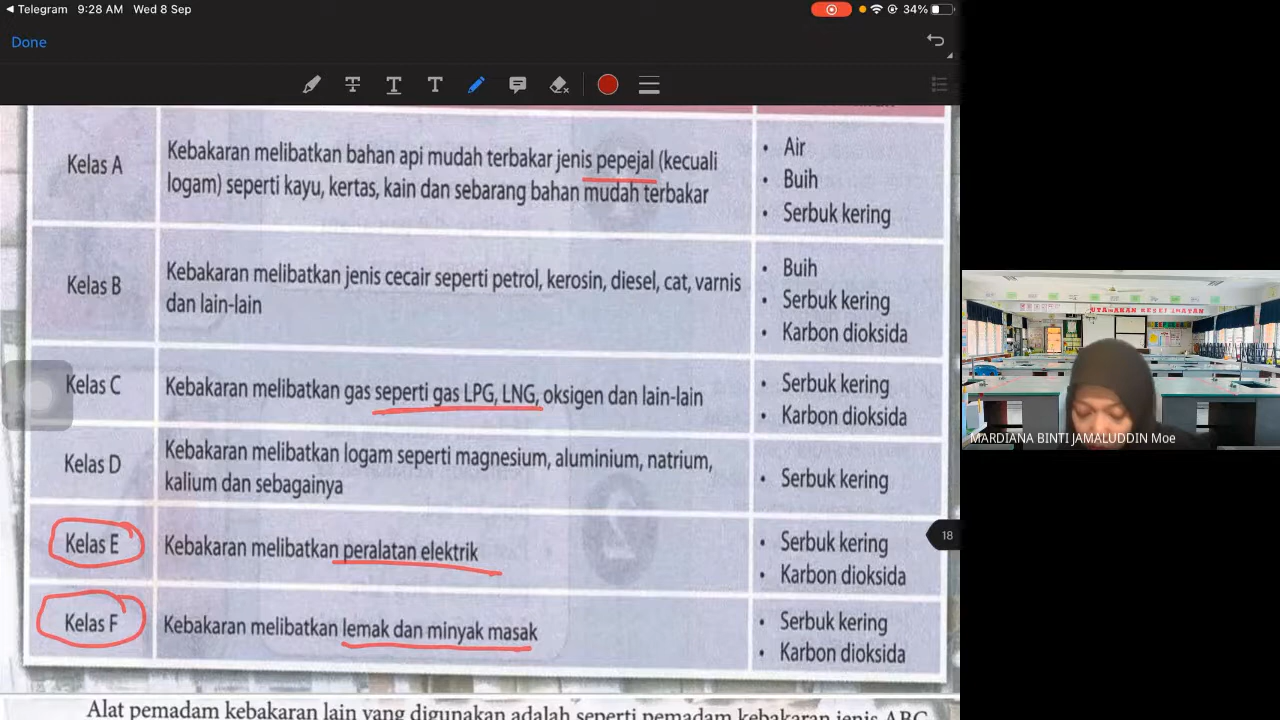 Telegram 9:28 AM Wed 8 Sep 34%
Done
Kelas A
Kebakaran melibatkan bahan api mudah terbakar jenis pepejal (kecuali
logam) seperti kayu, kertas, kain dan sebarang bahan mudah terbakar
• Air
• Buih
• Serbuk kering
Kelas B
Kebakaran melibatkan jenis cecair seperti petrol, kerosin, diesel, cat, varnis
dan lain-lain
• Buih
• Serbuk kering
• Karbon dioksida
Kelas C
Kebakaran melibatkan gas seperti gas LPG, LNG, oksigen dan lain-lain
• Serbuk kering
• Karbon dioksida
Kelas D
Kebakaran melibatkan logam seperti magnesium, aluminium, natrium,
kalium dan sebagainya
• Serbuk kering
Kelas E
Kebakaran melibatkan peralatan elektrik
• Serbuk kering
• Karbon dioksida
Kelas F
Kebakaran melibatkan lemak dan minyak masak
• Serbuk kering
• Karbon dioksida
18
Alat pemadam kebakaran lain yang digunakan adalah seperti pemadam kebakaran jenis ABC
UTAMAKAN KESELAMATAN
MARDIANA BINTI JAMALUDDIN Moe